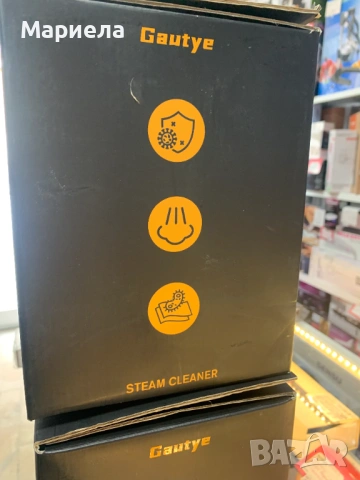 Мариела
Gautye
STEAM CLEANER
Gautye
BAZAR